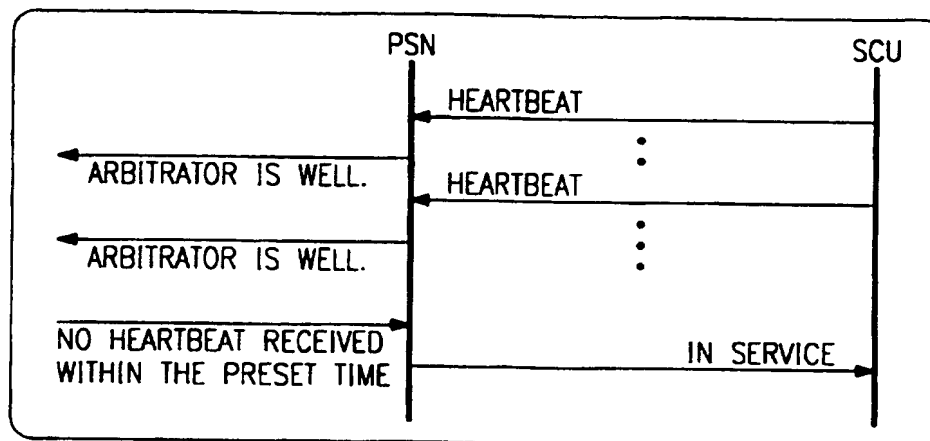 PSN
SCU
HEARTBEAT
ARBITRATOR IS WELL.
HEARTBEAT
ARBITRATOR IS WELL.
NO HEARTBEAT RECEIVED
WITHIN THE PRESET TIME
IN SERVICE